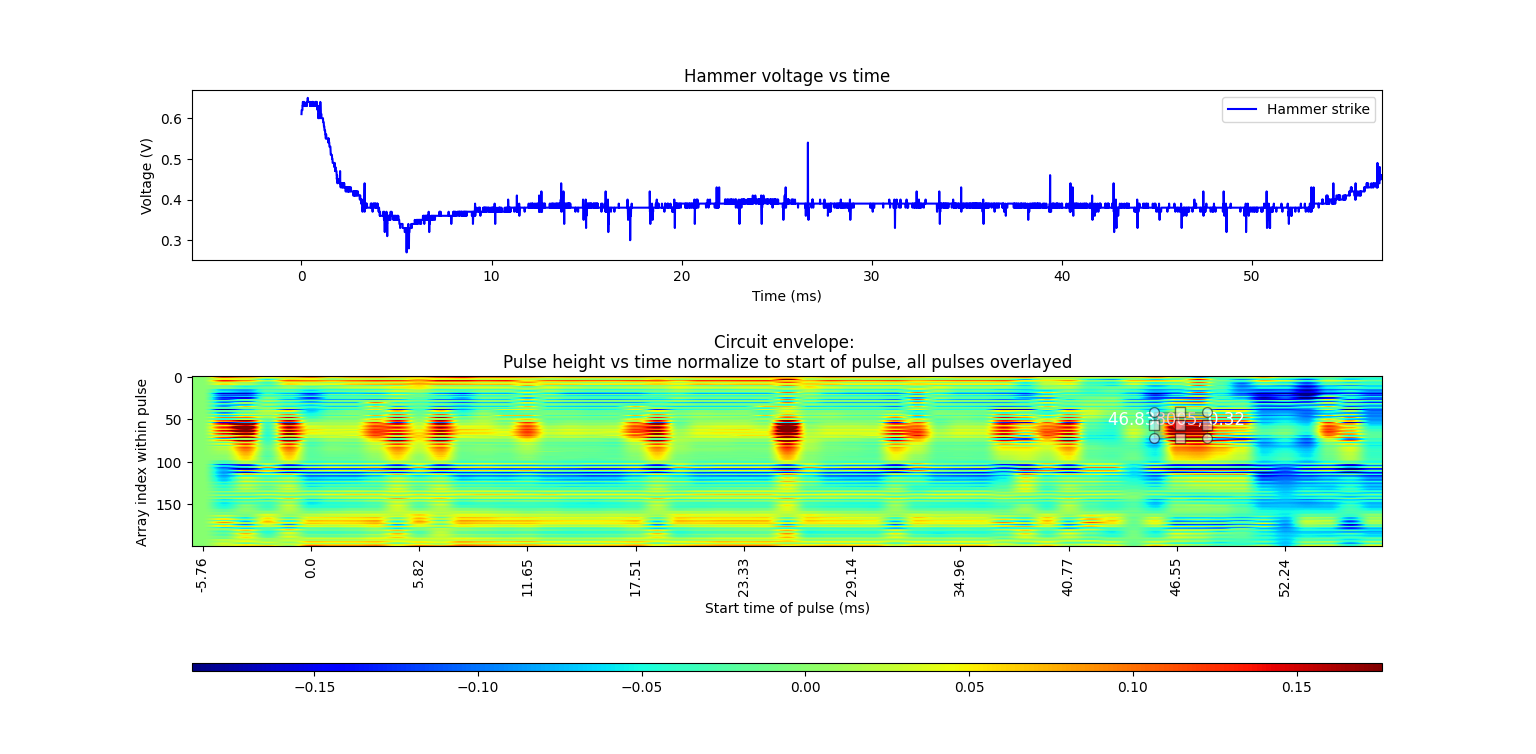 Hammer voltage vs time
Hammer strike
Voltage (V)
0.6
0.5
0.4
0.3
0 10 20 30 40 50
Time (ms)
Circuit envelope:
Pulse height vs time normalize to start of pulse, all pulses overlayed
Array index within pulse
0
50
100
150
-5.76 0.0 5.82 11.65 17.51 23.33 29.14 34.96 40.77 46.55 52.24
Start time of pulse (ms)
−0.15 −0.10 −0.05 0.00 0.05 0.10 0.15